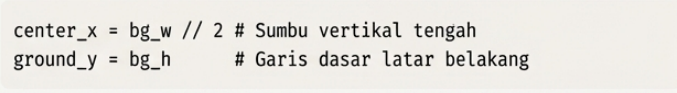 center_x = bg_w // 2 # Sumbu vertikal tengah
ground_y = bg_h      # Garis dasar latar belakang